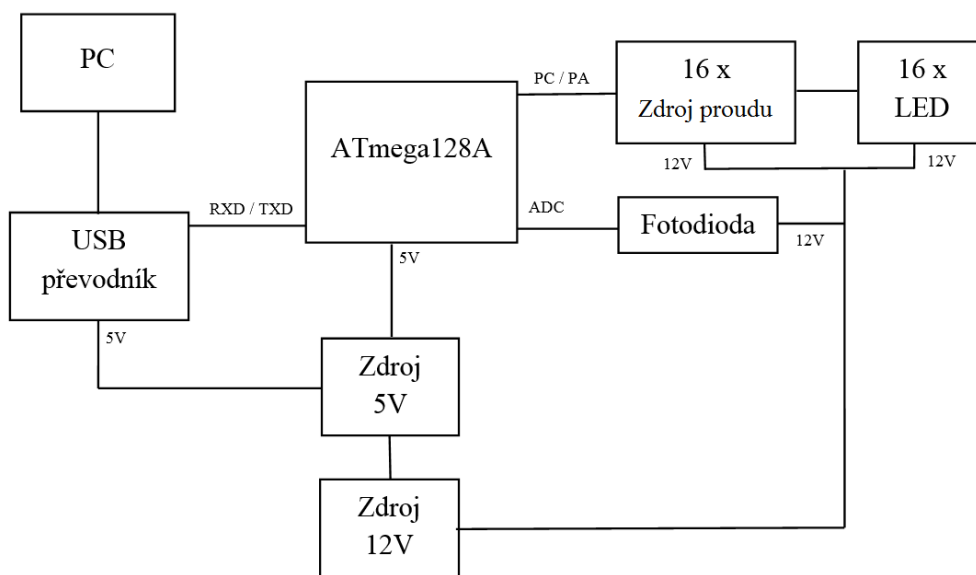 PC
16 x
Zdroj proudu
16 x
LED
PC / PA
ATmega128A
12V
12V
RXD / TXD
ADC
USB
převodník
Fotodioda
12V
5V
5V
Zdroj
5V
Zdroj
12V